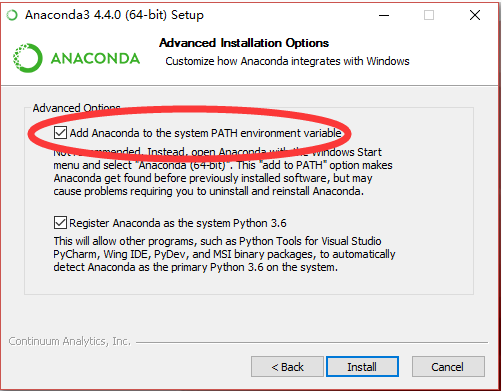 Anaconda3 4.4.0 (64-bit) Setup
ANACONDA
Advanced Installation Options
Customize how Anaconda integrates with Windows
Advanced Options
Add Anaconda to the system PATH environment variable
Not recommended. Instead, open Anaconda with the Windows Start
menu and select "Anaconda (64-bit)". This "add to PATH" option makes
Anaconda get found before previously installed software, but may
cause problems requiring you to uninstall and reinstall Anaconda.
Register Anaconda as the system Python 3.6
This will allow other programs, such as Python Tools for Visual Studio
PyCharm, Wing IDE, PyDev, and MSI binary packages, to automatically
detect Anaconda as the primary Python 3.6 on the system.
Continuum Analytics, Inc.
< Back
Install
Cancel